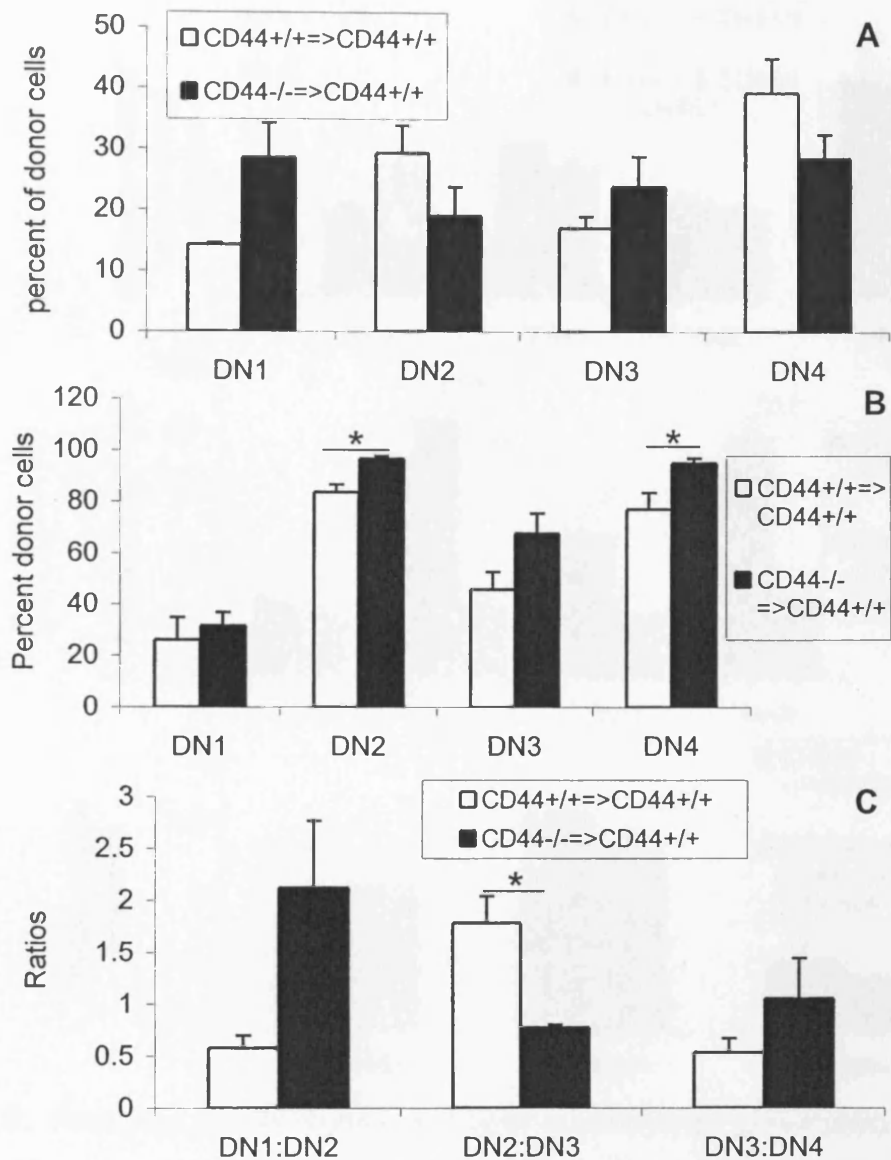 A
CD44+/+=>CD44+/+
CD44-/-=>CD44+/+
percent of donor cells
50
40
30
20
10
0
DN1 DN2 DN3 DN4
B
Percent donor cells
120
100
80
60
40
20
0
* *
CD44+/+=>
CD44+/+
CD44-/-
=>CD44+/+
DN1 DN2 DN3 DN4
C
CD44+/+=>CD44+/+
CD44-/-=>CD44+/+
Ratios
3
2.5
2
1.5
1
0.5
0
*
DN1:DN2 DN2:DN3 DN3:DN4